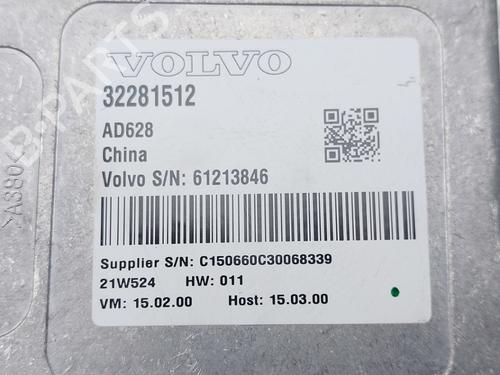 VOLVO
32281512
AD628
China
Volvo S/N: 61213846
Supplier S/N: C150660C30068339
21W524 HW: 011
VM: 15.02.00 Host: 15.03.00
>A380<
B-PARTS